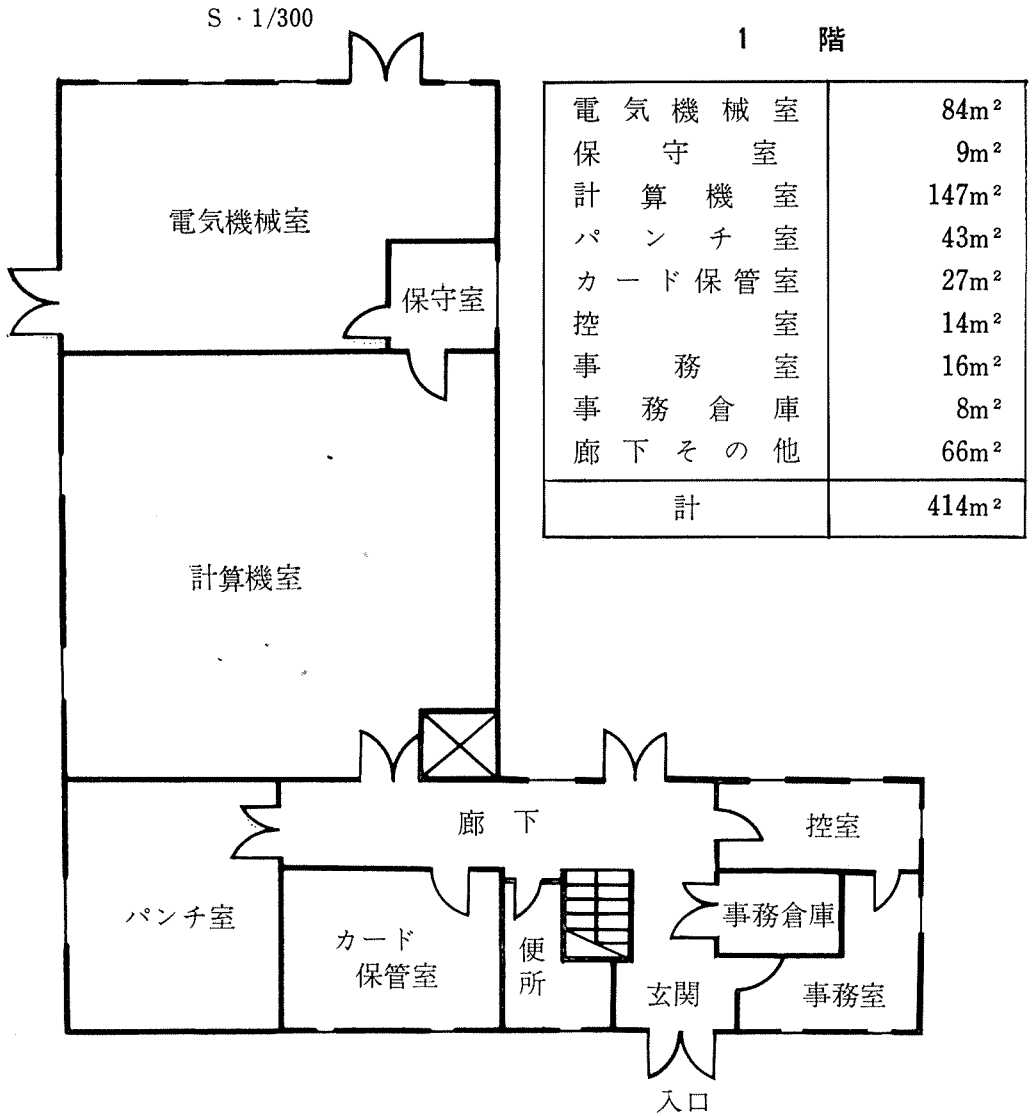 S · 1/300
1 階
電気機械室 84m²
保守室 9m²
計算機室 147m²
パンチ室 43m²
カード保管室 27m²
控室 14m²
事務室 16m²
事務倉庫 8m²
廊下その他 66m²
計 414m²
電気機械室
保守室
計算機室
廊下
控室
パンチ室
カード
保管室
便所
事務倉庫
玄関
事務室
入口